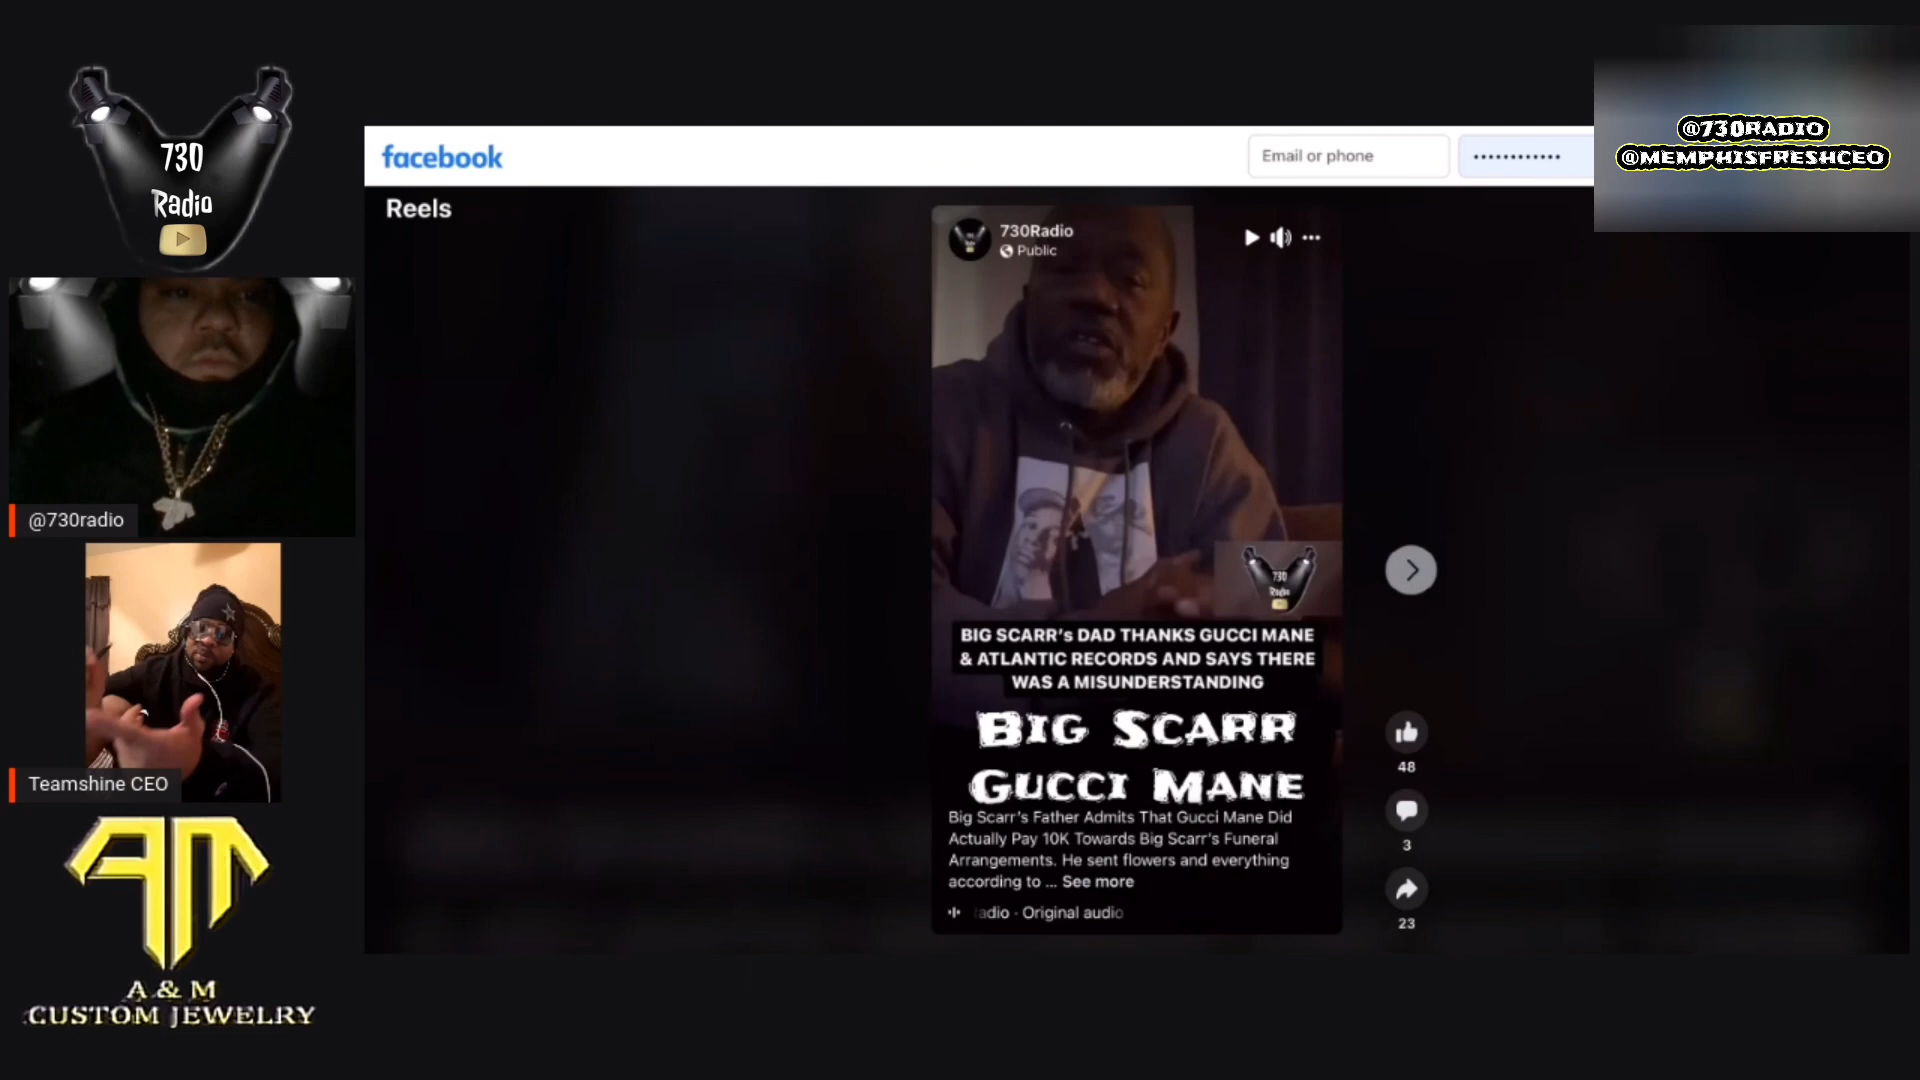 730
Radio
@730radio
Teamshine CEO
A & M
CUSTOM JEWELRY
facebook
Email or phone
@730RADIO
@MEMPHISFRESHCEO
Reels
730Radio
Public
730
Radio
BIG SCARR's DAD THANKS GUCCI MANE
& ATLANTIC RECORDS AND SAYS THERE
WAS A MISUNDERSTANDING
BIG SCARR
GUCCI MANE
Big Scarr's Father Admits That Gucci Mane Did
Actually Pay 10K Towards Big Scarr's Funeral
Arrangements. He sent flowers and everything
according to ... See more
adio · Original audio
48
3
23